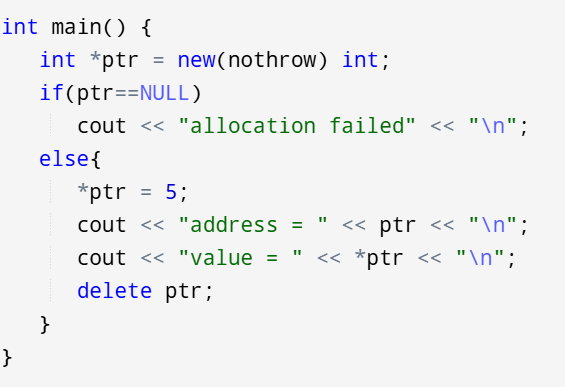 int main() {
int *ptr = new(nothrow) int;
if(ptr==NULL)
cout << "allocation failed" << "\n";
else{
*ptr = 5;
cout << "address = " << ptr << "\n";
cout << "value = " << *ptr << "\n";
delete ptr;
}
}